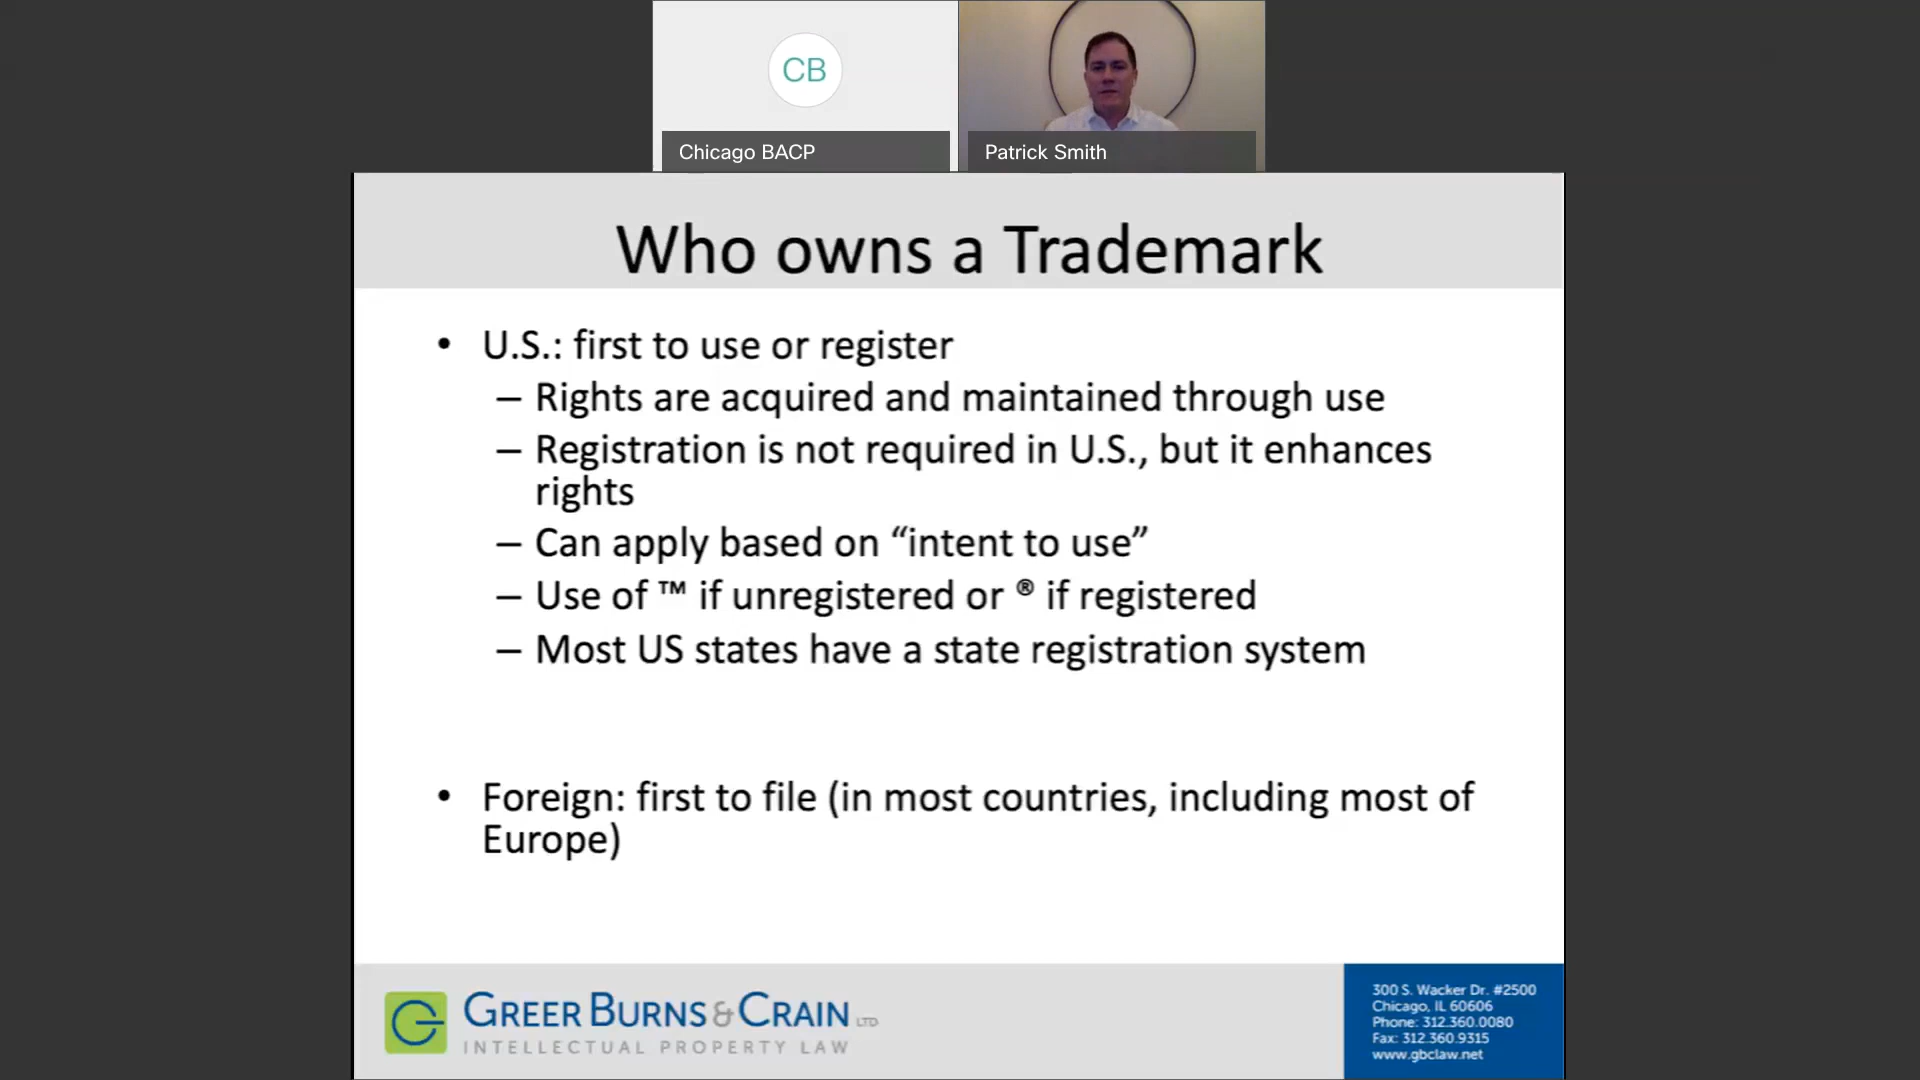 CB
Chicago BACP
Patrick Smith
Who owns a Trademark
• U.S.: first to use or register
– Rights are acquired and maintained through use
– Registration is not required in U.S., but it enhances
rights
– Can apply based on “intent to use”
– Use of ™ if unregistered or ® if registered
– Most US states have a state registration system
• Foreign: first to file (in most countries, including most of
Europe)
GREER BURNS & CRAIN LTD
INTELLECTUAL PROPERTY LAW
300 S. Wacker Dr. #2500
Chicago, IL 60606
Phone: 312.360.0080
Fax: 312.360.9315
www.gbclaw.net